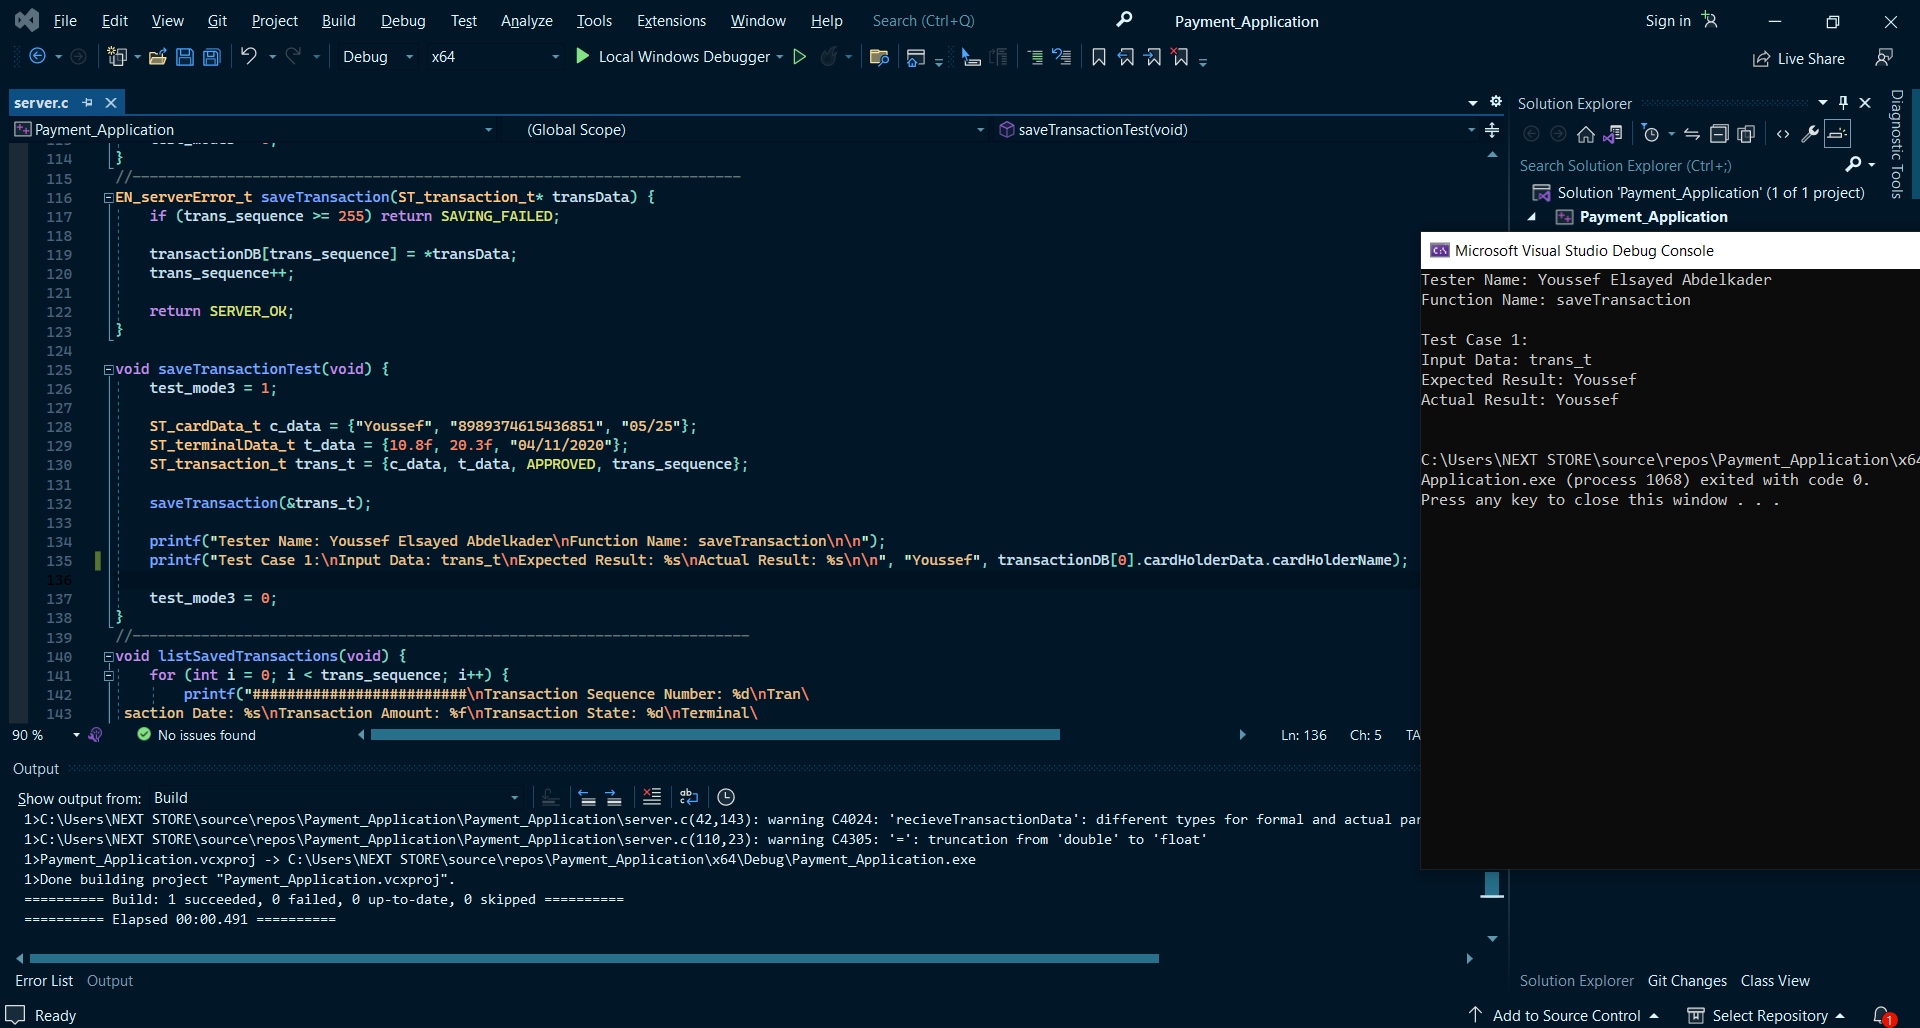 File Edit View Git Project Build Debug Test Analyze Tools Extensions Window Help Search (Ctrl+Q) Payment_Application Sign in
Debug x64 Local Windows Debugger Live Share
server.c
Solution Explorer
Diagnostic Tools
Payment_Application (Global Scope) saveTransactionTest(void)
Search Solution Explorer (Ctrl+;)
Solution 'Payment_Application' (1 of 1 project)
Payment_Application
114 }
115 //-----------------------------------------------------------------------
116 EN_serverError_t saveTransaction(ST_transaction_t* transData) {
117 if (trans_sequence >= 255) return SAVING_FAILED;
118
119 transactionDB[trans_sequence] = *transData;
120 trans_sequence++;
121
122 return SERVER_OK;
123 }
124
125 void saveTransactionTest(void) {
126 test_mode3 = 1;
127
128 ST_cardData_t c_data = {"Youssef", "8989374615436851", "05/25"};
129 ST_terminalData_t t_data = {10.8f, 20.3f, "04/11/2020"};
130 ST_transaction_t trans_t = {c_data, t_data, APPROVED, trans_sequence};
131
132 saveTransaction(&trans_t);
133
134 printf("Tester Name: Youssef Elsayed Abdelkader\nFunction Name: saveTransaction\n\n");
135 printf("Test Case 1:\nInput Data: trans_t\nExpected Result: %s\nActual Result: %s\n\n", "Youssef", transactionDB[0].cardHolderData.cardHolderName);
136
137 test_mode3 = 0;
138 }
139 //------------------------------------------------------------------------
140 void listSavedTransactions(void) {
141 for (int i = 0; i < trans_sequence; i++) {
142 printf("#########################\nTransaction Sequence Number: %d\nTran\
143 saction Date: %s\nTransaction Amount: %f\nTransaction State: %d\nTerminal\
90 % No issues found Ln: 136 Ch: 5 TA
Microsoft Visual Studio Debug Console
Tester Name: Youssef Elsayed Abdelkader
Function Name: saveTransaction
Test Case 1:
Input Data: trans_t
Expected Result: Youssef
Actual Result: Youssef
C:\Users\NEXT STORE\source\repos\Payment_Application\x64
Application.exe (process 1068) exited with code 0.
Press any key to close this window . . .
Output
Show output from: Build
1>C:\Users\NEXT STORE\source\repos\Payment_Application\Payment_Application\server.c(42,143): warning C4024: 'recieveTransactionData': different types for formal and actual par
1>C:\Users\NEXT STORE\source\repos\Payment_Application\Payment_Application\server.c(110,23): warning C4305: '=': truncation from 'double' to 'float'
1>Payment_Application.vcxproj -> C:\Users\NEXT STORE\source\repos\Payment_Application\x64\Debug\Payment_Application.exe
1>Done building project "Payment_Application.vcxproj".
========== Build: 1 succeeded, 0 failed, 0 up-to-date, 0 skipped ==========
========== Elapsed 00:00.491 ==========
Error List Output
Solution Explorer Git Changes Class View
Ready Add to Source Control Select Repository 1